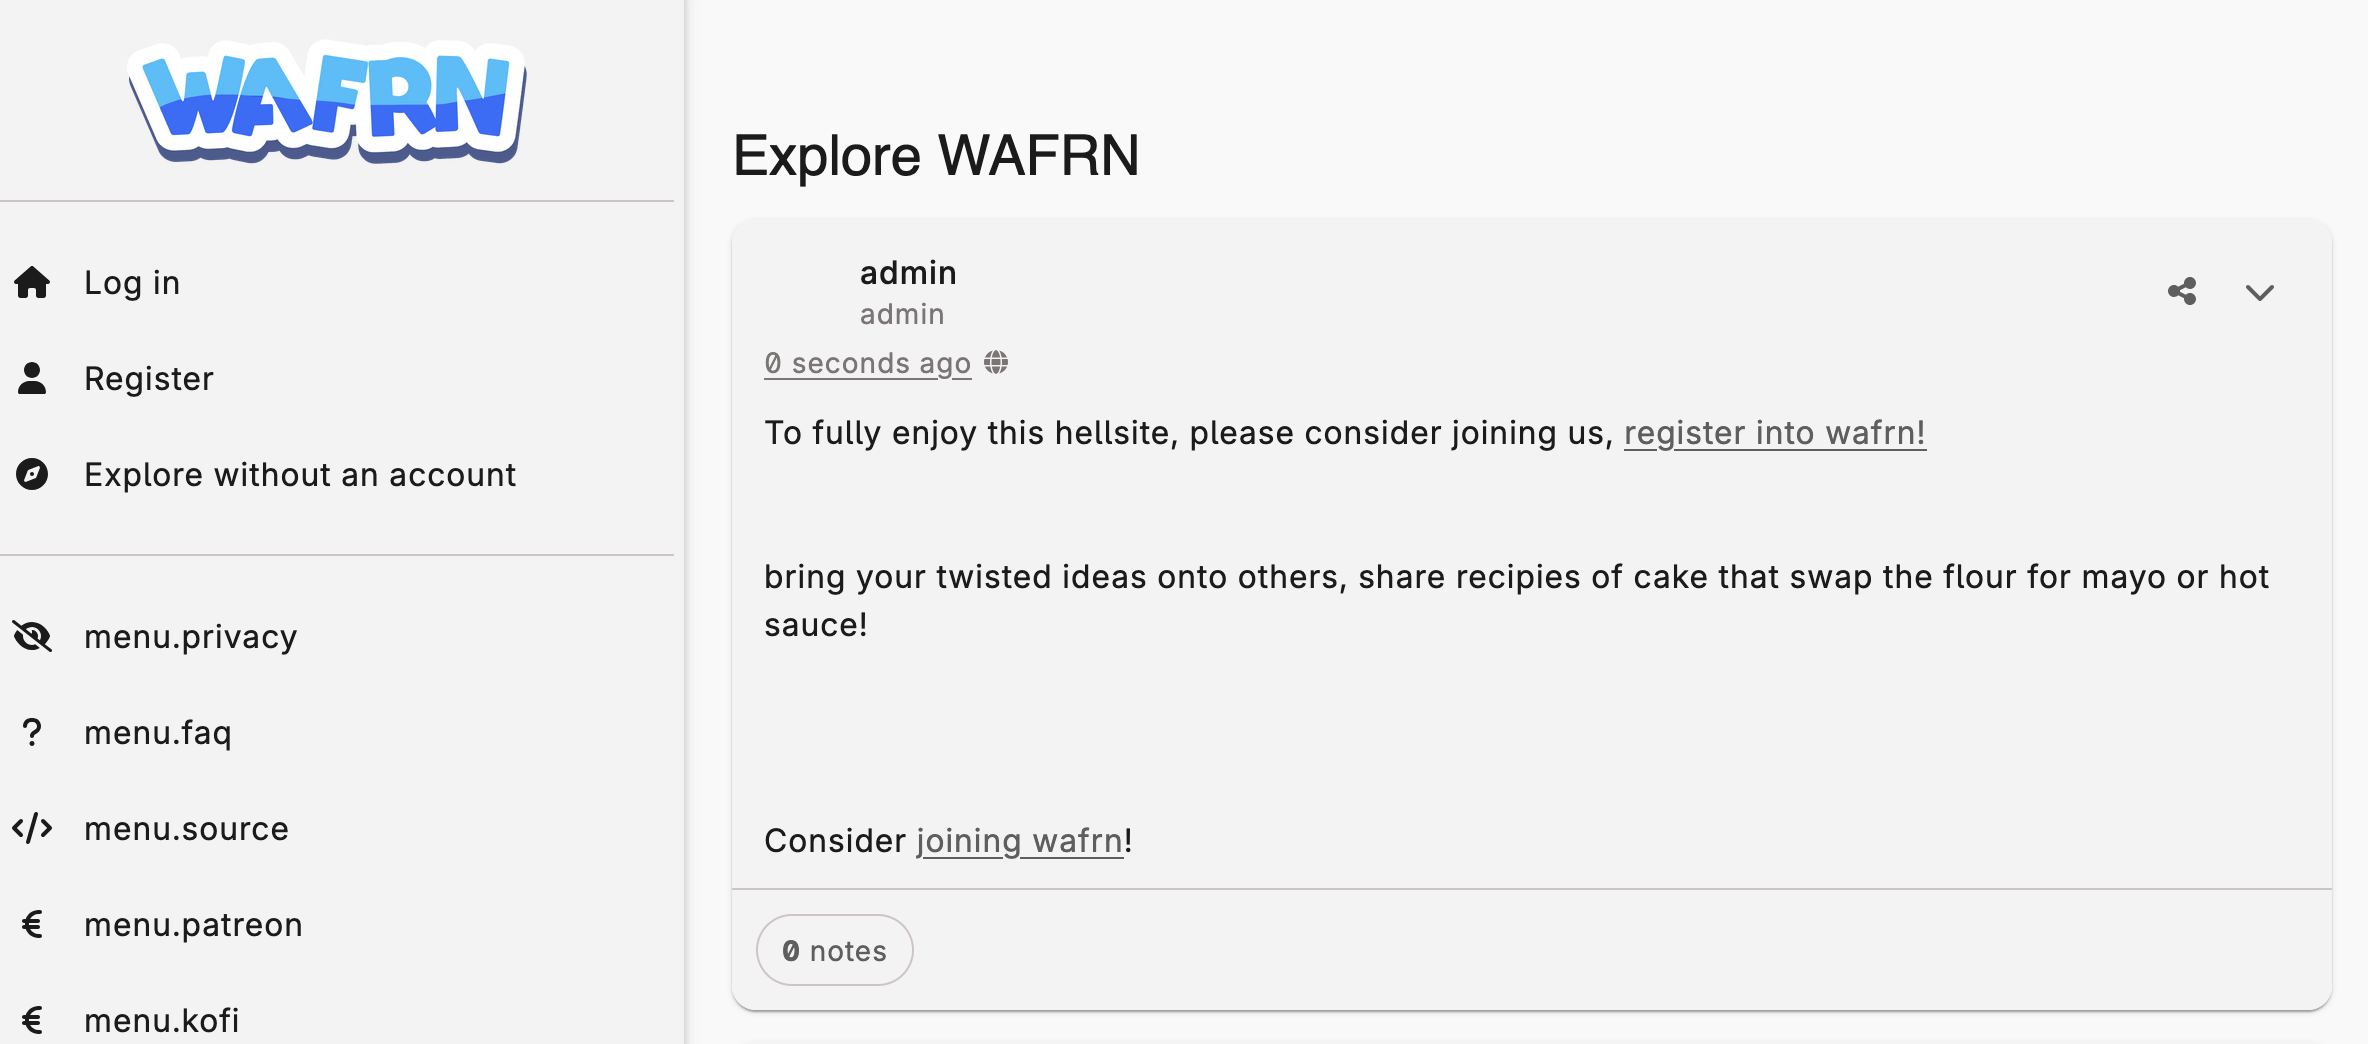 WAFRN
Log in
Register
Explore without an account
menu.privacy
menu.faq
menu.source
menu.patreon
menu.kofi
Explore WAFRN
admin
admin
0 seconds ago
To fully enjoy this hellsite, please consider joining us, register into wafrn!
bring your twisted ideas onto others, share recipies of cake that swap the flour for mayo or hot
sauce!
Consider joining wafrn!
0 notes